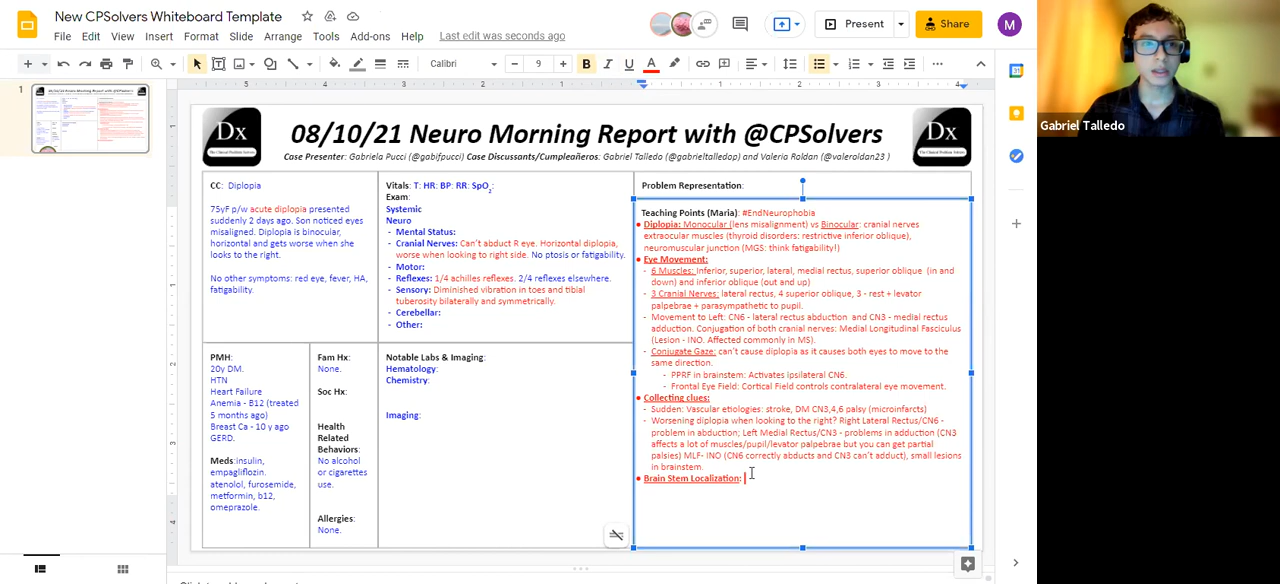 New CPSolvers Whiteboard Template
File Edit View Insert Format Slide Arrange Tools Add-ons Help Last edit was seconds ago
Present
Share
M
Calibri
9
B I U A
5 4 3 2 1 1 2 3 4
1
Dx
08/10/21 Neuro Morning Report with @CPSolvers
Case Presenter: Gabriela Pucci (@gabifpucci) Case Discussants/Cumpleañeros: Gabriel Talledo (@gabrieltalledop) and Valeria Roldan (@valeroldan23 )
Dx
CC: Diplopia
75yF p/w acute diplopia presented
suddenly 2 days ago. Son noticed eyes
misaligned. Diplopia is binocular,
horizontal and gets worse when she
looks to the right.
No other symptoms: red eye, fever, HA,
fatigability.
Vitals: T: HR: BP: RR: SpO2:
Exam:
Systemic
Neuro
- Mental Status:
- Cranial Nerves: Can't abduct R eye. Horizontal diplopia,
worse when looking to right side. No ptosis or fatigability.
- Motor:
- Reflexes: 1/4 achilles reflexes. 2/4 reflexes elsewhere.
- Sensory: Diminished vibration in toes and tibial
tuberosity bilaterally and symmetrically.
- Cerebellar:
- Other:
PMH:
20y DM.
HTN
Heart Failure
Anemia - B12 (treated
5 months ago)
Breast Ca - 10 y ago
GERD.
Meds:insulin,
empagliflozin.
atenolol, furosemide,
metformin, b12,
omeprazole.
Fam Hx:
None.
Soc Hx:
Health
Related
Behaviors:
No alcohol
or cigarettes
use.
Allergies:
None.
Notable Labs & Imaging:
Hematology:
Chemistry:
Imaging:
Problem Representation:
Teaching Points (Maria): #EndNeurophobia
• Diplopia: Monocular (lens misalignment) vs Binocular: cranial nerves
extraocular muscles (thyroid disorders: restrictive inferior oblique),
neuromuscular junction (MGS: think fatigability!)
• Eye Movement:
- 6 Muscles: Inferior, superior, lateral, medial rectus, superior oblique (in and
down) and inferior oblique (out and up)
- 3 Cranial Nerves: lateral rectus, 4 superior oblique, 3 - rest + levator
palpebrae + parasympathetic to pupil.
- Movement to Left: CN6 - lateral rectus abduction and CN3 - medial rectus
adduction. Conjugation of both cranial nerves: Medial Longitudinal Fasciculus
(Lesion - INO. Affected commonly in MS).
- Conjugate Gaze: can't cause diplopia as it causes both eyes to move to the
same direction.
- PPRF in brainstem: Activates ipsilateral CN6.
- Frontal Eye Field: Cortical Field controls contralateral eye movement.
• Collecting clues:
- Sudden: Vascular etiologies: stroke, DM CN3,4,6 palsy (microinfarcts)
- Worsening diplopia when looking to the right? Right Lateral Rectus/CN6 -
problem in abduction; Left Medial Rectus/CN3 - problems in adduction (CN3
affects a lot of muscles/pupil/levator palpebrae but you can get partial
palsies) MLF- INO (CN6 correctly abducts and CN3 can't adduct), small lesions
in brainstem.
• Brain Stem Localization:
Gabriel Talledo